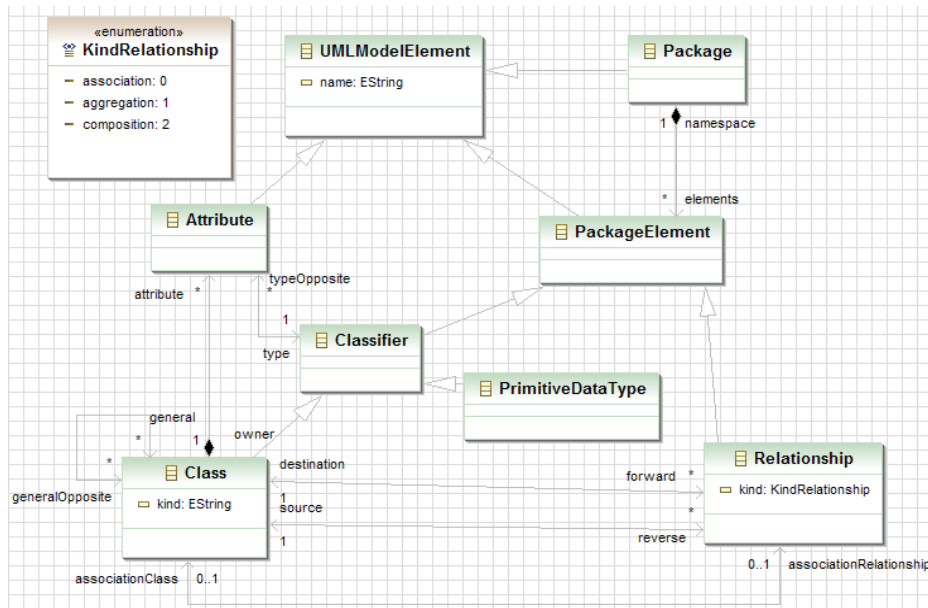 «enumeration»
KindRelationship
association: 0
aggregation: 1
composition: 2
UMLModelElement
name: EString
Package
1
namespace
*
elements
Attribute
PackageElement
attribute
*
typeOpposite
*
1
type
Classifier
PrimitiveDataType
general
*
1
owner
*
generalOpposite
Class
kind: EString
destination
1
source
1
forward
*
*
reverse
Relationship
kind: KindRelationship
associationClass
0..1
0..1
associationRelationship